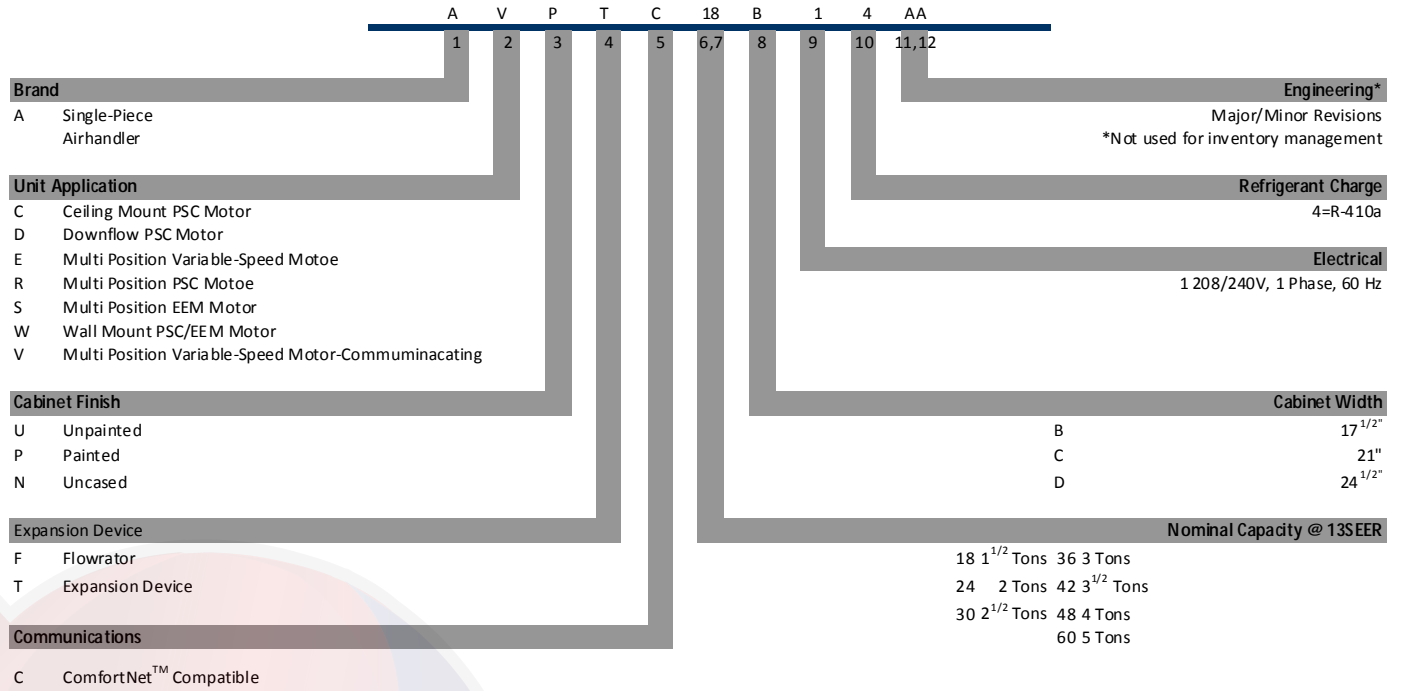 A V P T C 18 B 1 4 AA
1 2 3 4 5 6,7 8 9 10 11,12
Brand
A Single-Piece
Airhandler
Unit Application
C Ceiling Mount PSC Motor
D Downflow PSC Motor
E Multi Position Variable-Speed Motoe
R Multi Position PSC Motoe
S Multi Position EEM Motor
W Wall Mount PSC/EEM Motor
V Multi Position Variable-Speed Motor-Commuminacating
Cabinet Finish
U Unpainted
P Painted
N Uncased
Expansion Device
F Flowrator
T Expansion Device
Communications
C ComfortNet™ Compatible
Engineering*
Major/Minor Revisions
*Not used for inventory management
Refrigerant Charge
4=R-410a
Electrical
1 208/240V, 1 Phase, 60 Hz
Cabinet Width
B 17 1/2"
C 21"
D 24 1/2"
Nominal Capacity @ 13SEER
18 1 1/2 Tons 36 3 Tons
24 2 Tons 42 3 1/2 Tons
30 2 1/2 Tons 48 4 Tons
60 5 Tons